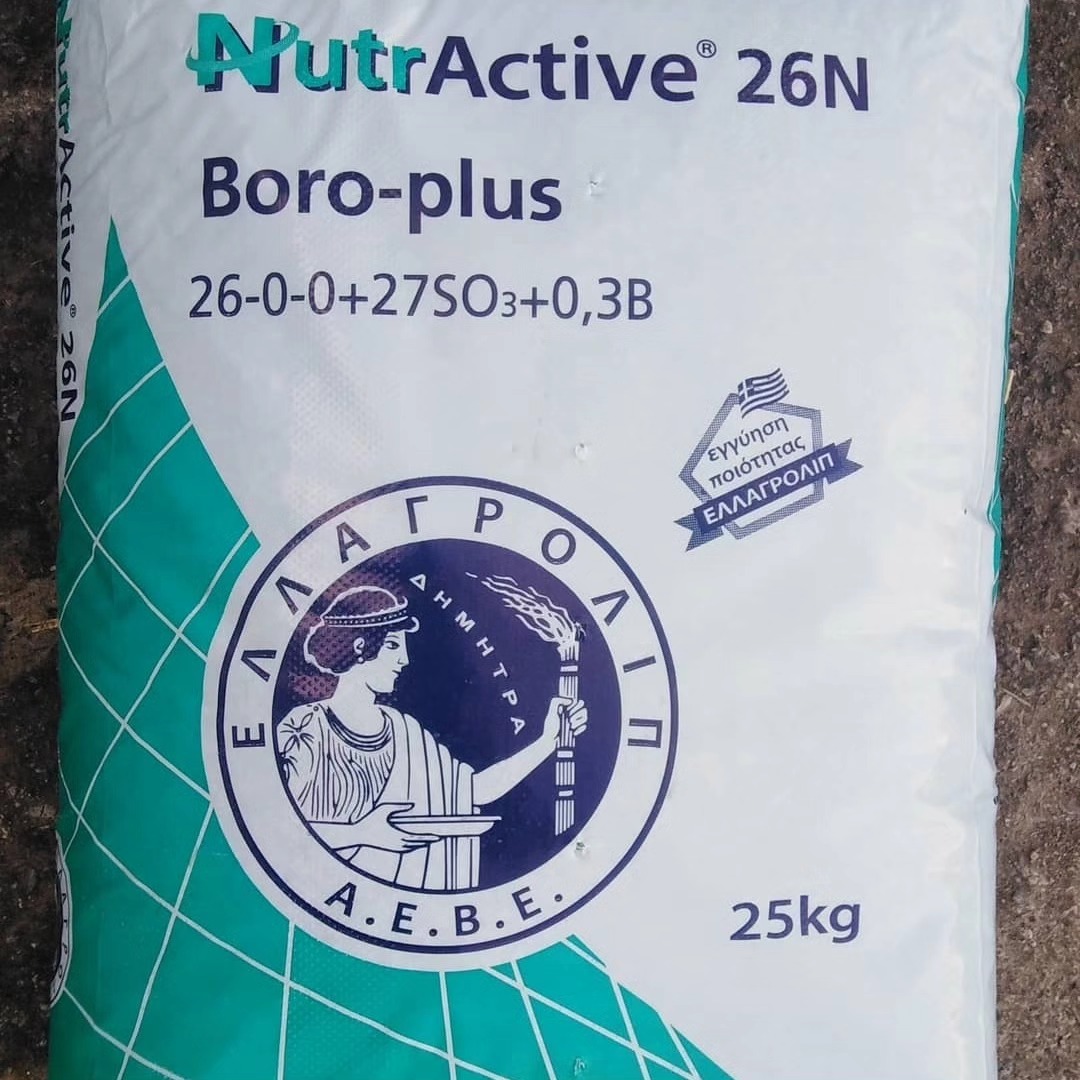 NutrActive® 26N
Boro-plus
26-0-0+27SO₃+0,3B
NutrActive® 26N
εγγύηση
ποιότητας
ΕΛΛΑΓΡΟΛΙΠ
ΕΛΛΑΓΡΟΛΙΠ
ΔΗΜΗΤΡΑ
Α.Ε.Β.Ε.
25kg